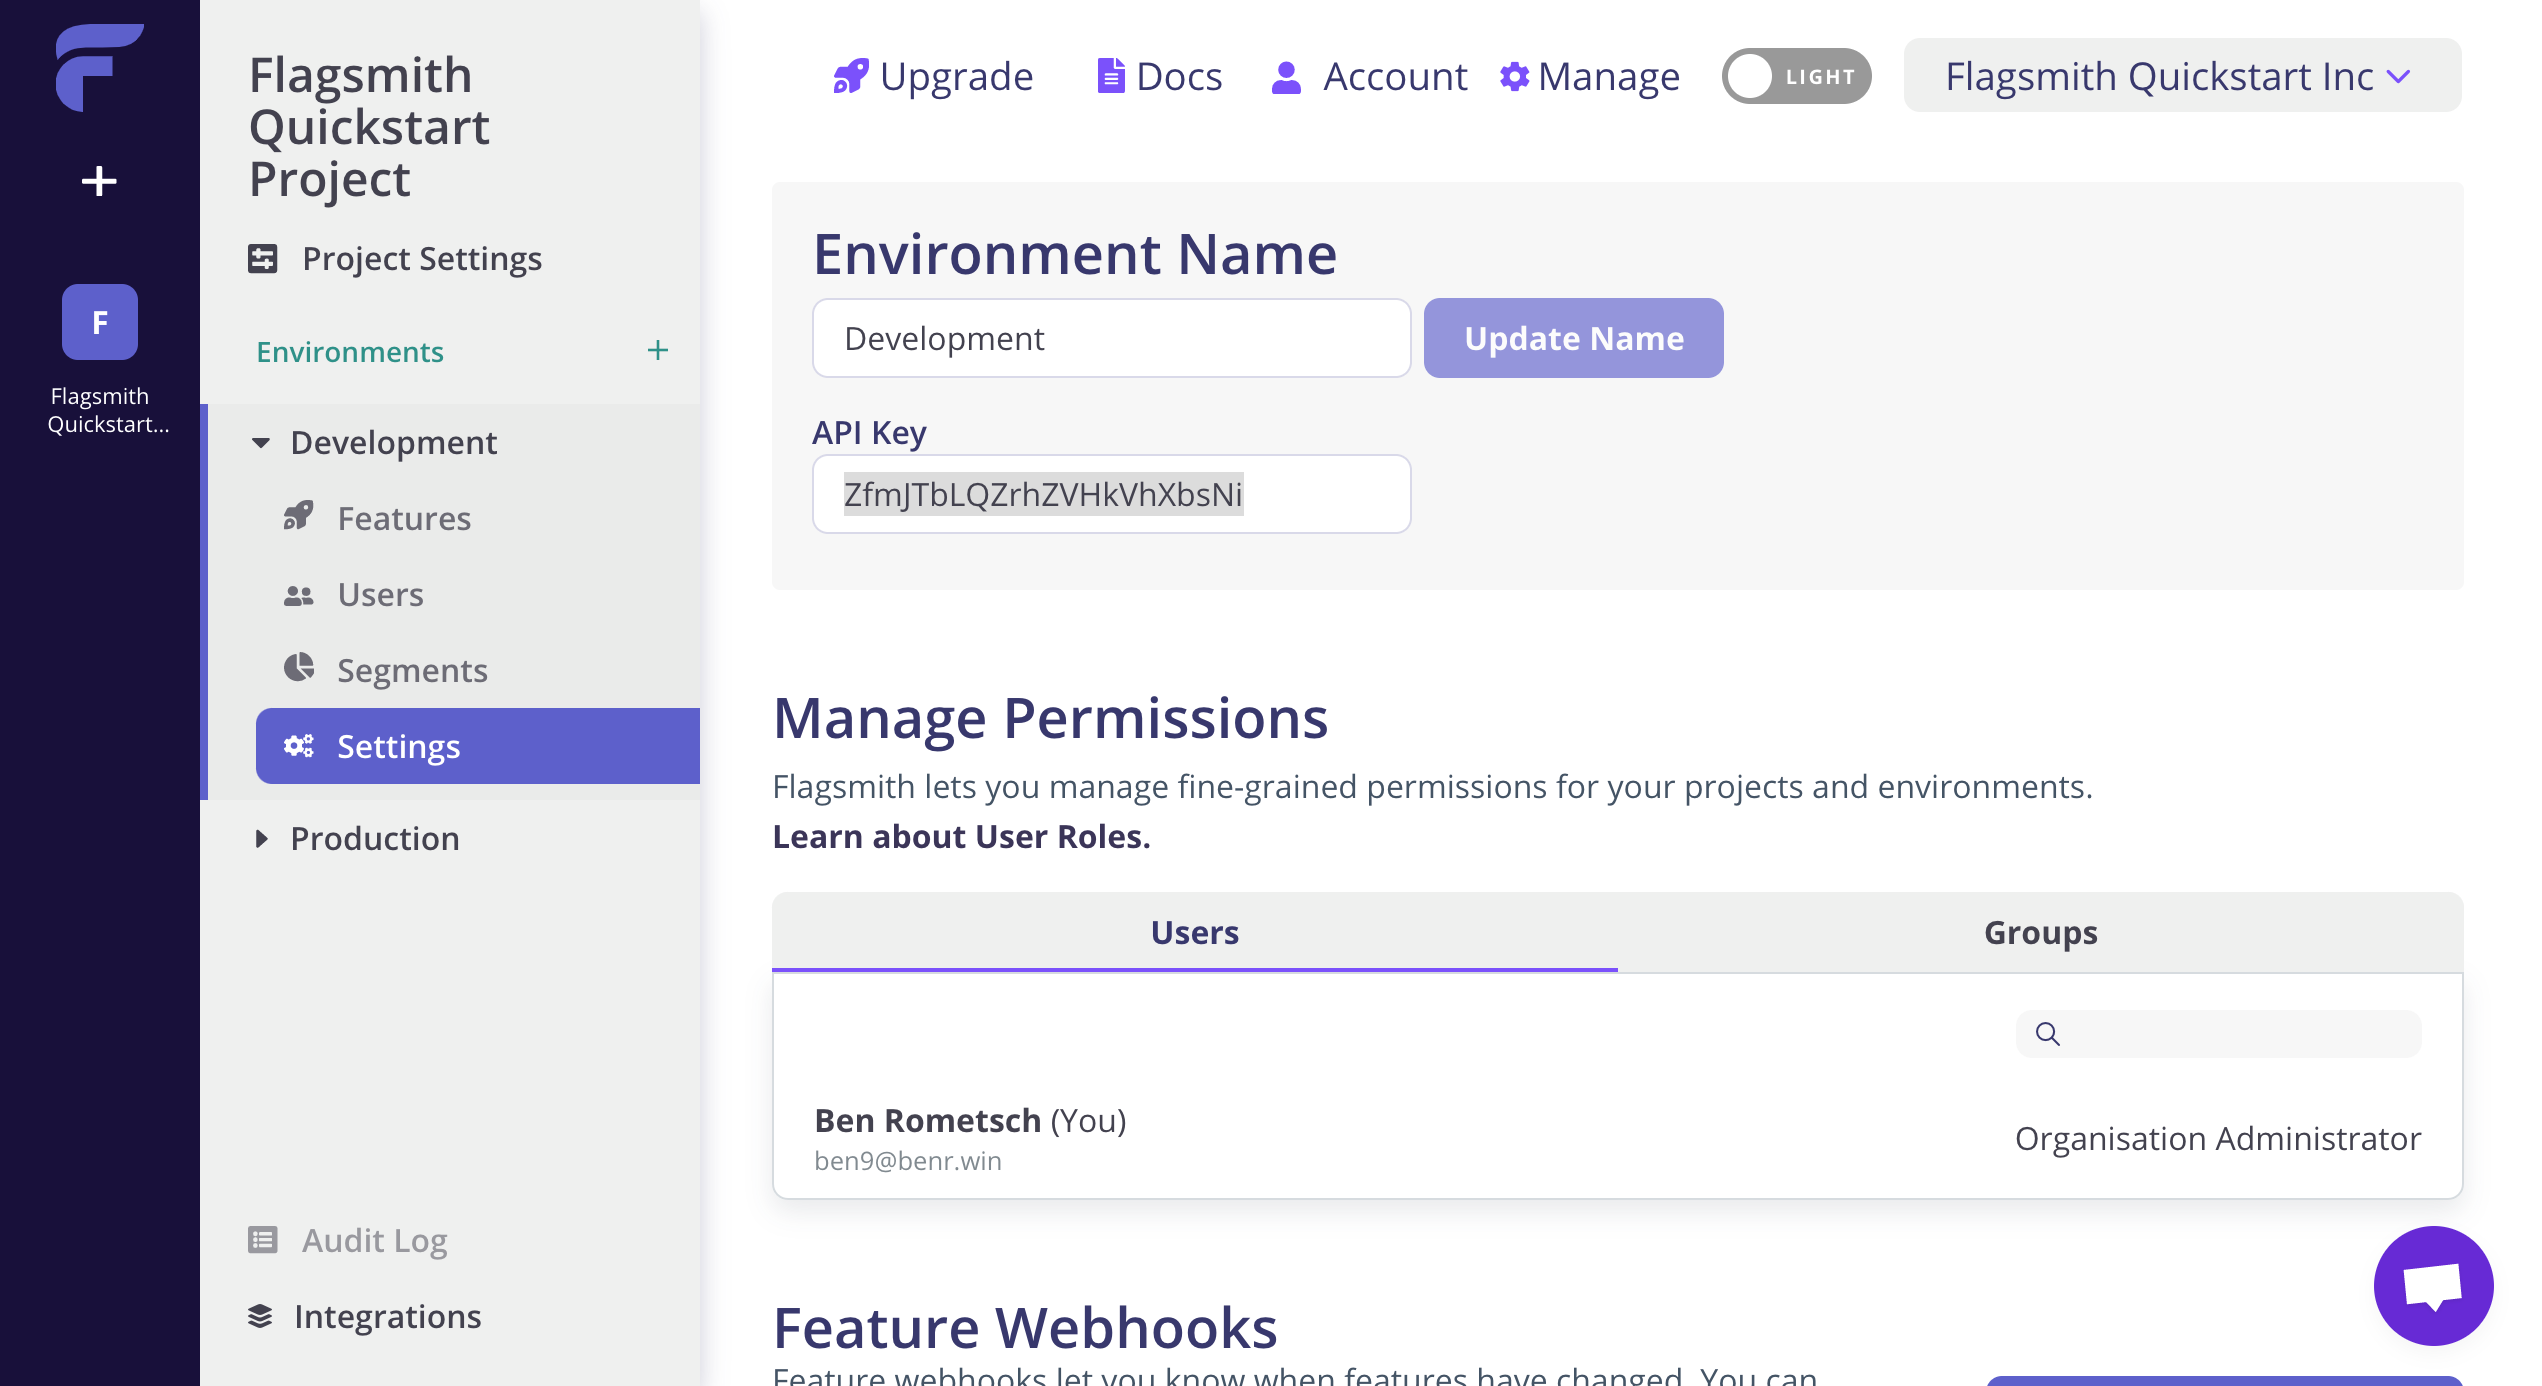 Flagsmith
Quickstart...
F
Flagsmith
Quickstart
Project
Project Settings
Environments
Development
Features
Users
Segments
Settings
Production
Audit Log
Integrations
Upgrade
Docs
Account
Manage
LIGHT
Flagsmith Quickstart Inc
Environment Name
Development
Update Name
API Key
ZfmJTbLQZrhZVHkVhXbsNi
Manage Permissions
Flagsmith lets you manage fine-grained permissions for your projects and environments.
Learn about User Roles.
Users
Groups
Ben Rometsch (You)
ben9@benr.win
Organisation Administrator
Feature Webhooks
Feature webhooks let you know when features have changed. You can